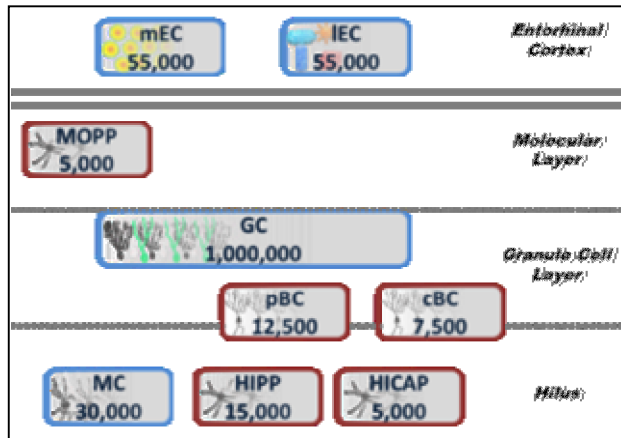 mEC
55,000
lEC
55,000
Entorhinal
Cortex
MOPP
5,000
Molecular
Layer
GC
1,000,000
Granule Cell
Layer
pBC
12,500
cBC
7,500
MC
30,000
HIPP
15,000
HICAP
5,000
Hilus